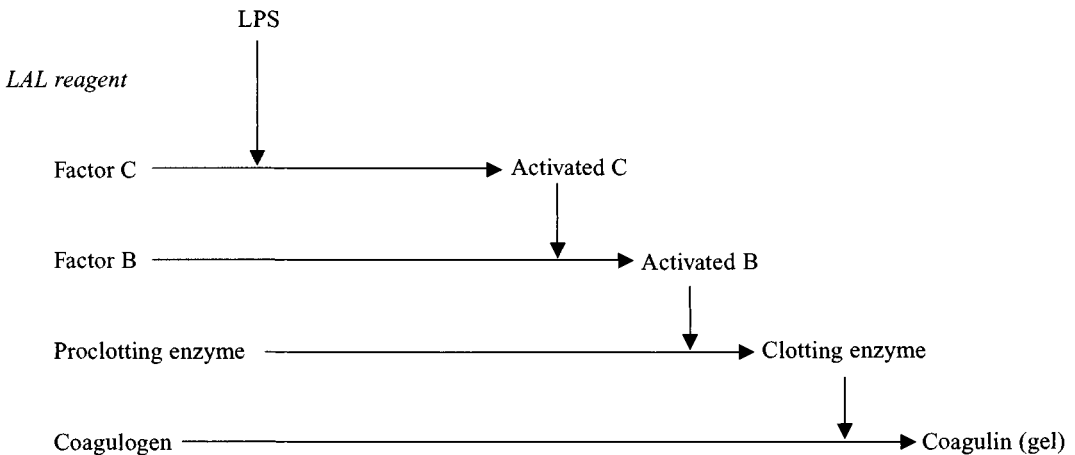 LPS
LAL reagent
Factor C Activated C
Factor B Activated B
Proclotting enzyme Clotting enzyme
Coagulogen Coagulin (gel)